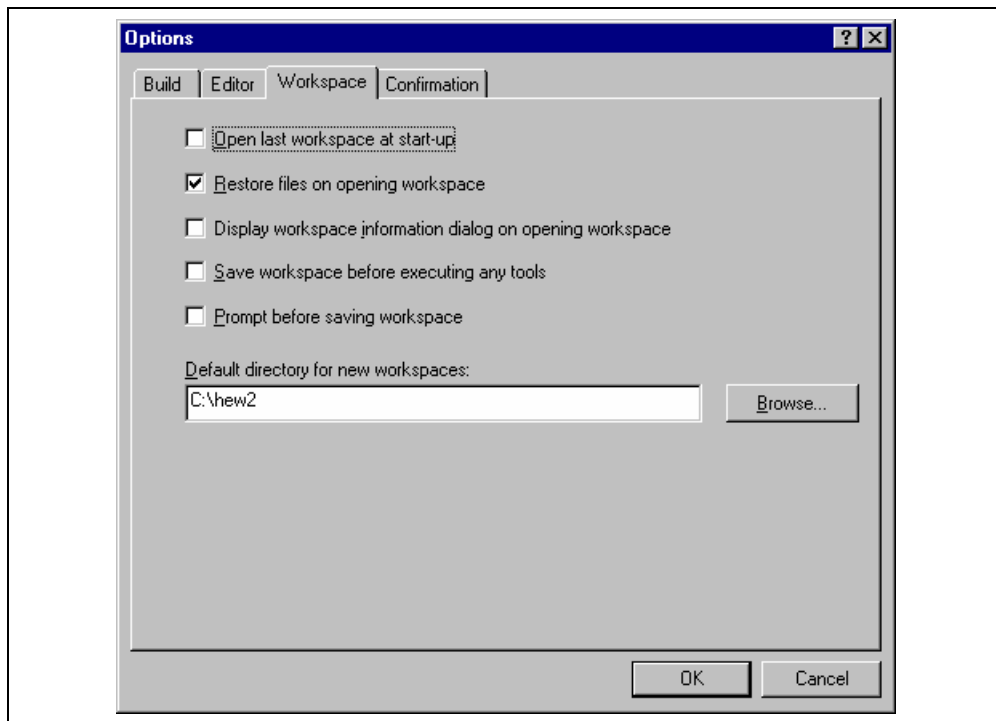 Options
Build Editor Workspace Confirmation
Open last workspace at start-up
Restore files on opening workspace
Display workspace information dialog on opening workspace
Save workspace before executing any tools
Prompt before saving workspace
Default directory for new workspaces:
C:\hew2 Browse...
OK Cancel